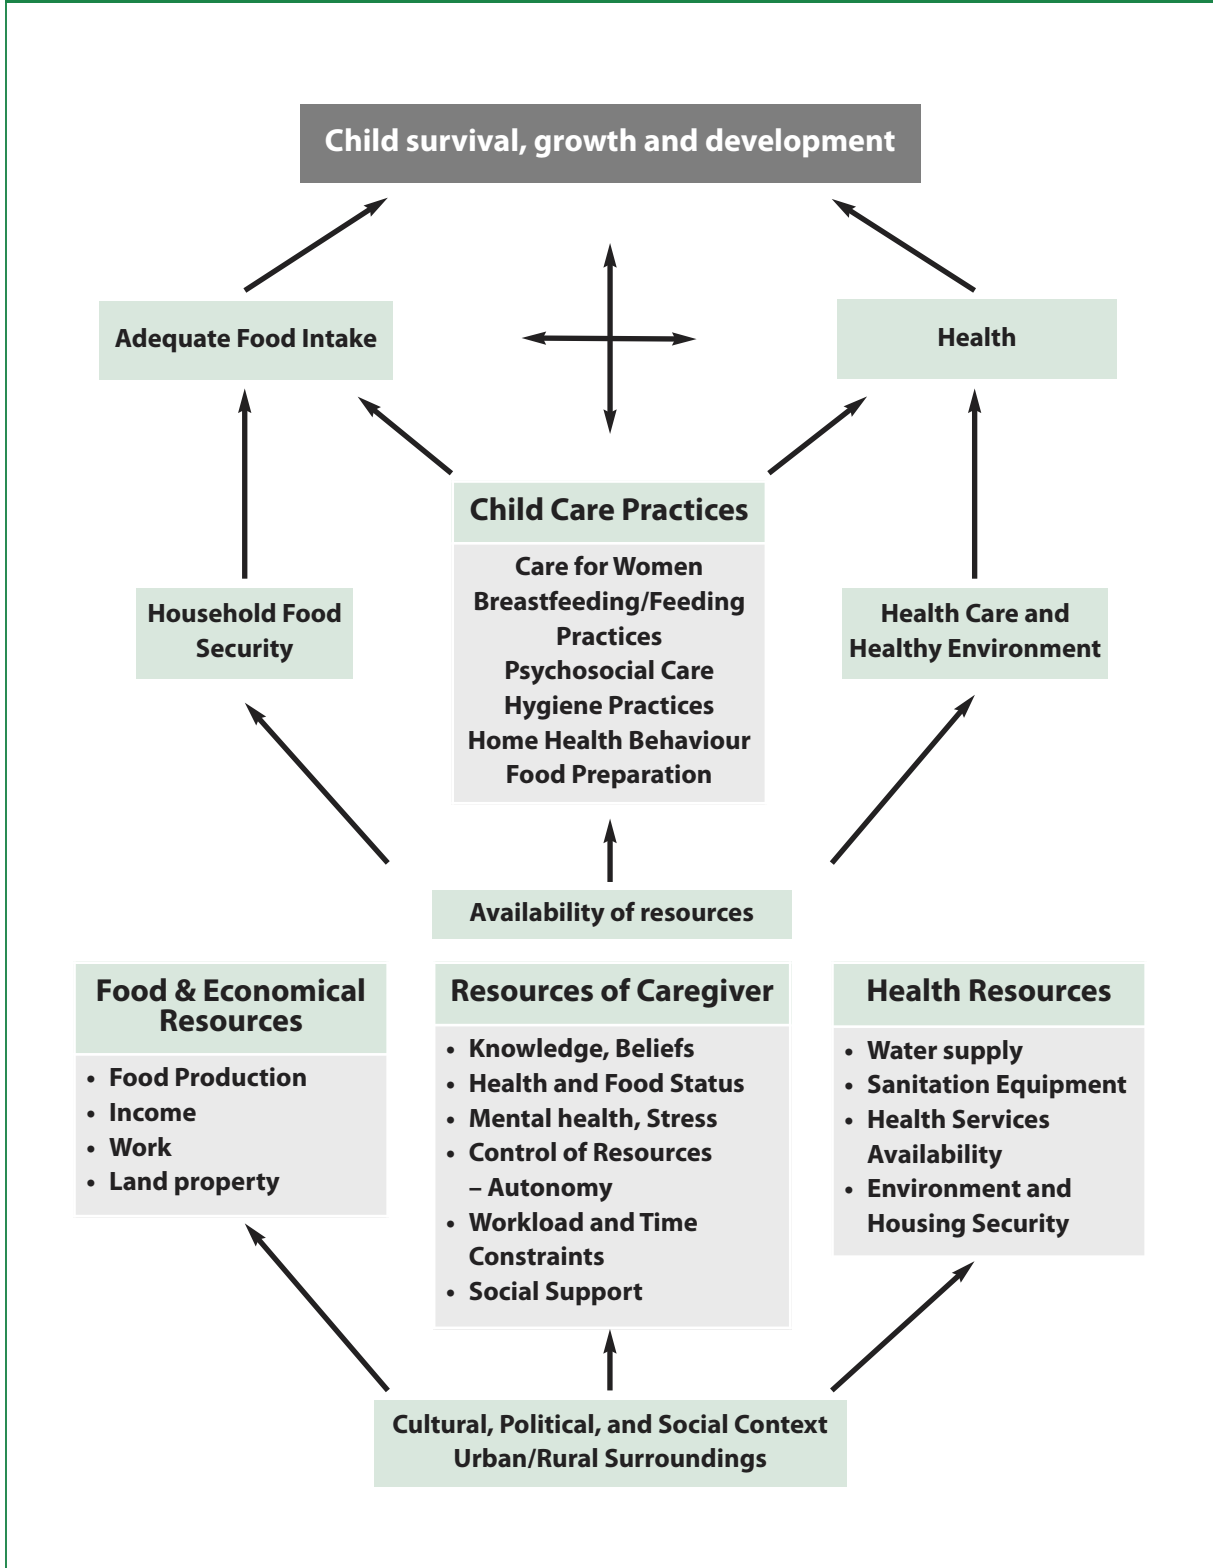 Child survival, growth and development
Adequate Food Intake
Health
Child Care Practices
Care for Women
Breastfeeding/Feeding
Practices
Psychosocial Care
Hygiene Practices
Home Health Behaviour
Food Preparation
Household Food
Security
Health Care and
Healthy Environment
Availability of resources
Food & Economical
Resources
• Food Production
• Income
• Work
• Land property
Resources of Caregiver
• Knowledge, Beliefs
• Health and Food Status
• Mental health, Stress
• Control of Resources
– Autonomy
• Workload and Time
Constraints
• Social Support
Health Resources
• Water supply
• Sanitation Equipment
• Health Services
Availability
• Environment and
Housing Security
Cultural, Political, and Social Context
Urban/Rural Surroundings